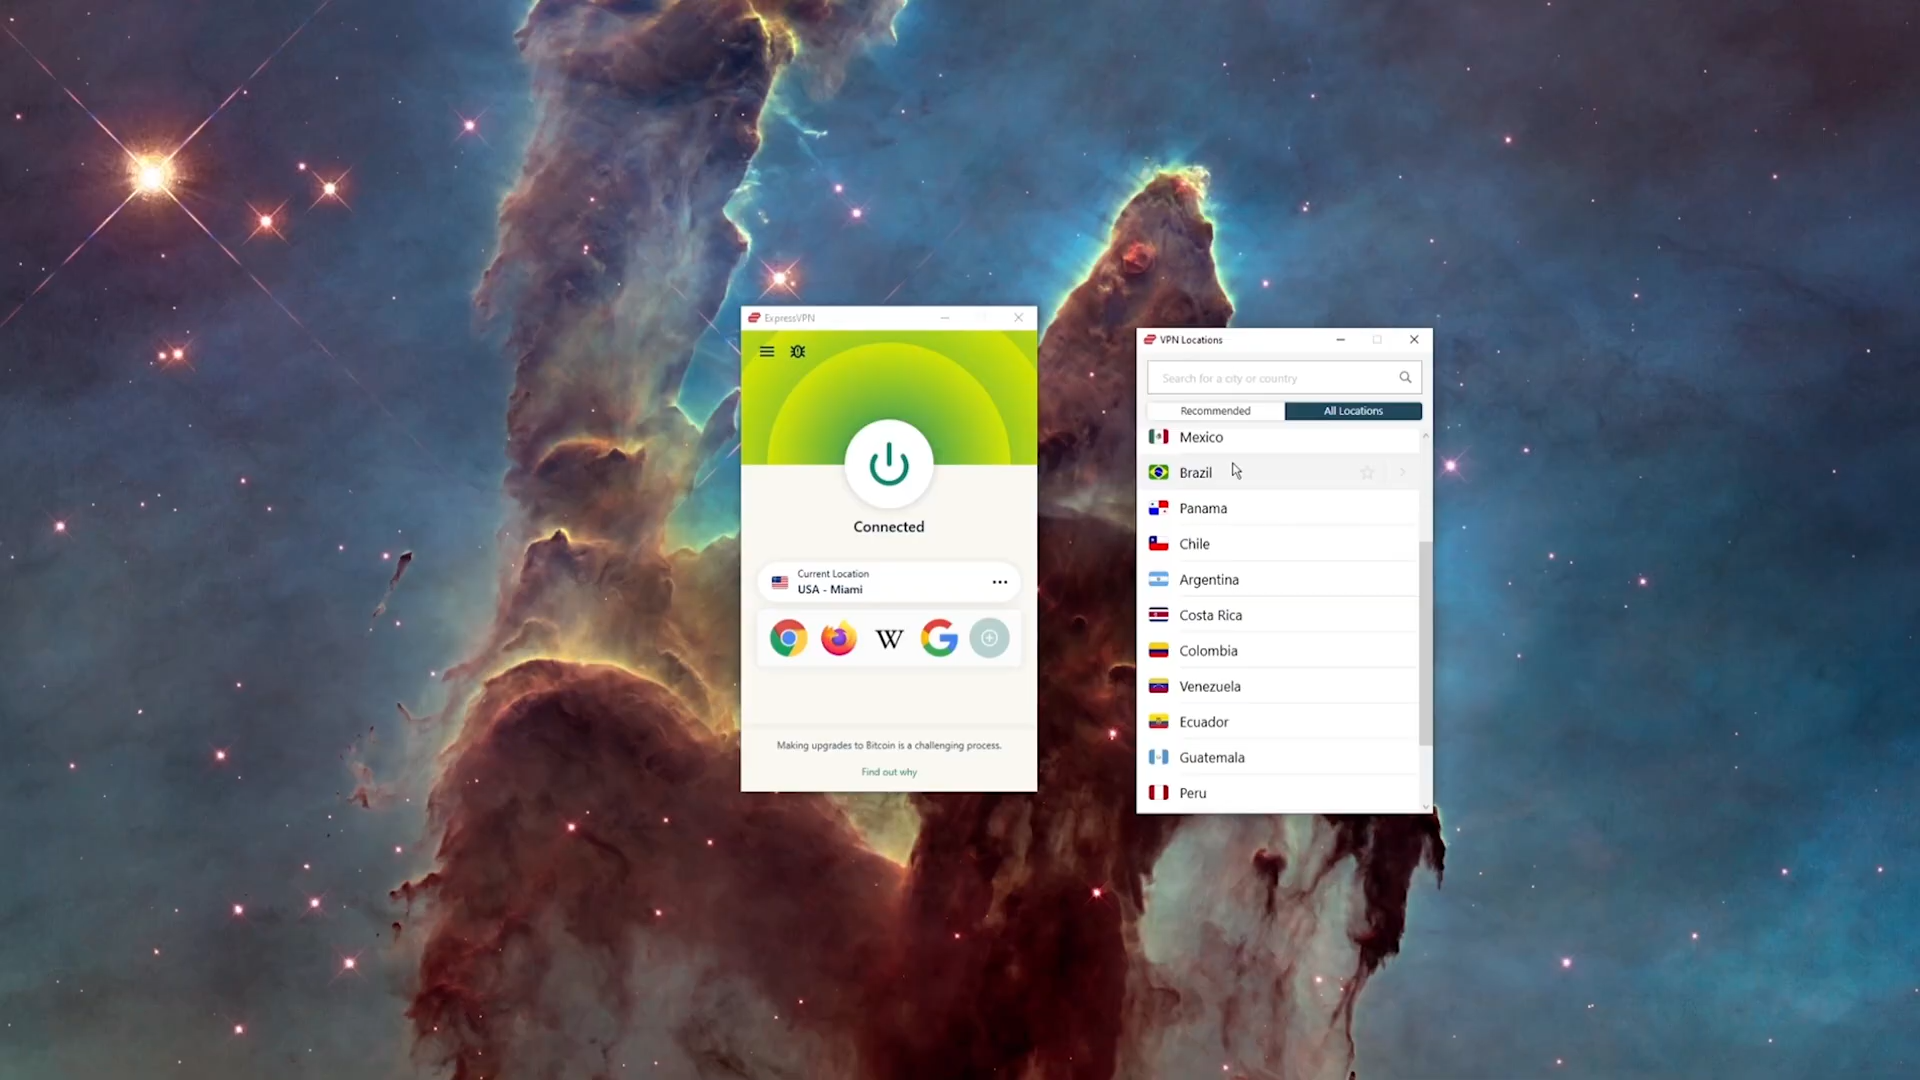 ExpressVPN
Connected
Current Location
USA - Miami
W
G
Making upgrades to Bitcoin is a challenging process.
Find out why
VPN Locations
Search for a city or country
Recommended
All Locations
Mexico
Brazil
Panama
Chile
Argentina
Costa Rica
Colombia
Venezuela
Ecuador
Guatemala
Peru